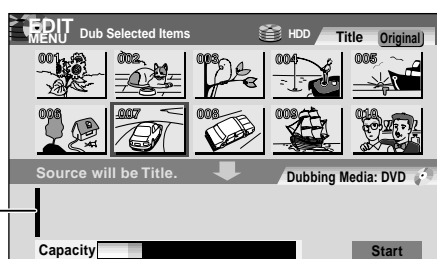 EDIT MENU Dub Selected Items HDD Title Original
001 002 003 004 005
006 007 008 009 010
Source will be Title. Dubbing Media: DVD
Capacity Start